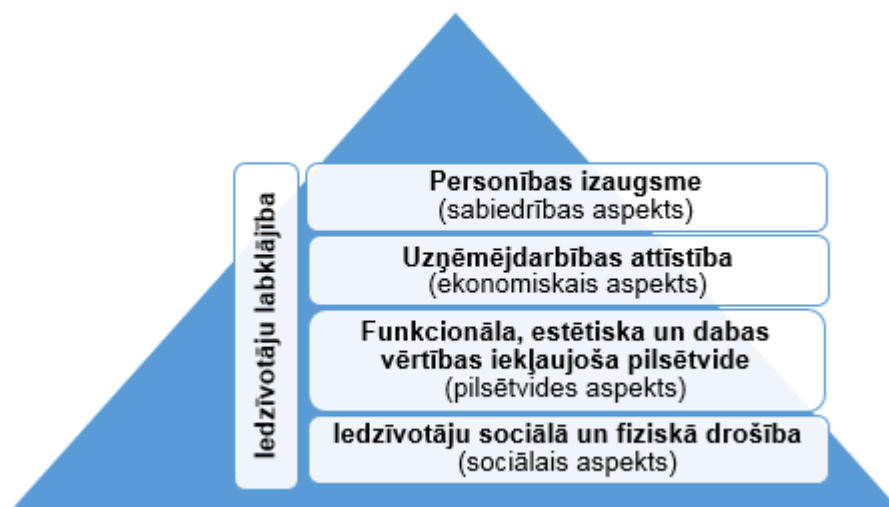 Iedzīvotāju labklājība
Personības izaugsme
(sabiedrības aspekts)
Uzņēmējdarbības attīstība
(ekonomiskais aspekts)
Funkcionāla, estētiska un dabas
vērtības iekļaujoša pilsētvide
(pilsētvides aspekts)
Iedzīvotāju sociālā un fiziskā drošība
(sociālais aspekts)